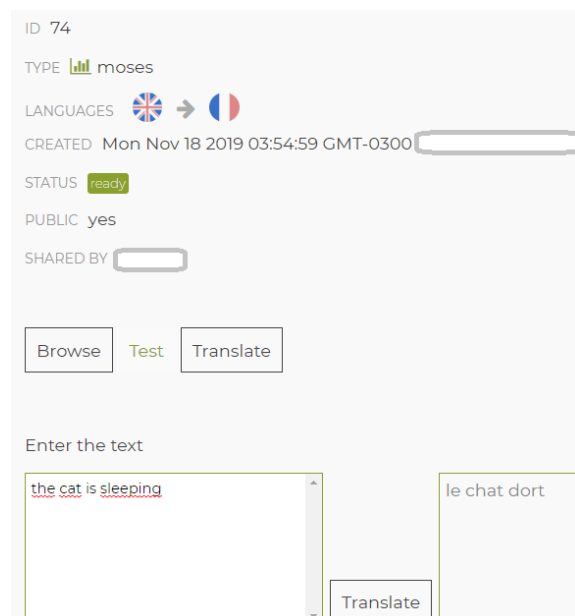 ID 74
TYPE moses
LANGUAGES
CREATED Mon Nov 18 2019 03:54:59 GMT-0300
STATUS ready
PUBLIC yes
SHARED BY
Browse Test Translate
Enter the text
the cat is sleeping
le chat dort
Translate